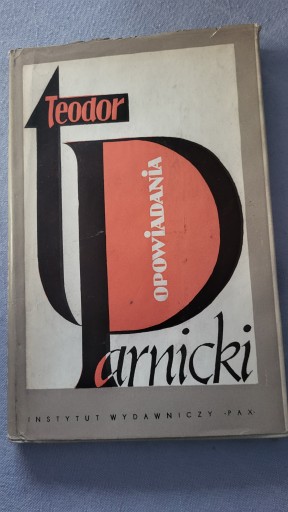 Teodor
Parnicki
OPOWiADANiA
INSTYTUT WYDAWNICZY ·PAX·